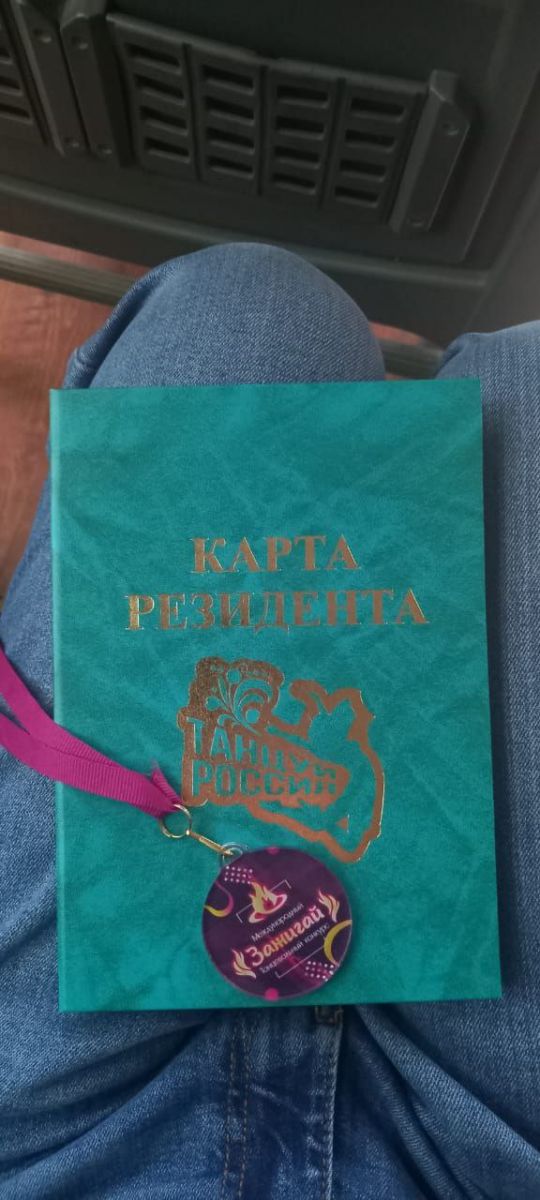 КАРТА
РЕЗИДЕНТА
ТАНЦУЙ
РОССИЯ
Международный
Зажигай
Танцевальный конкурс